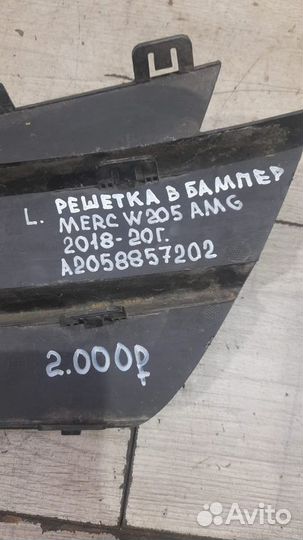 L. РЕШЕТКА В БАМПЕР
MERC W205 AMG
2018-20Г.
A2058857202
2.000₽
Avito